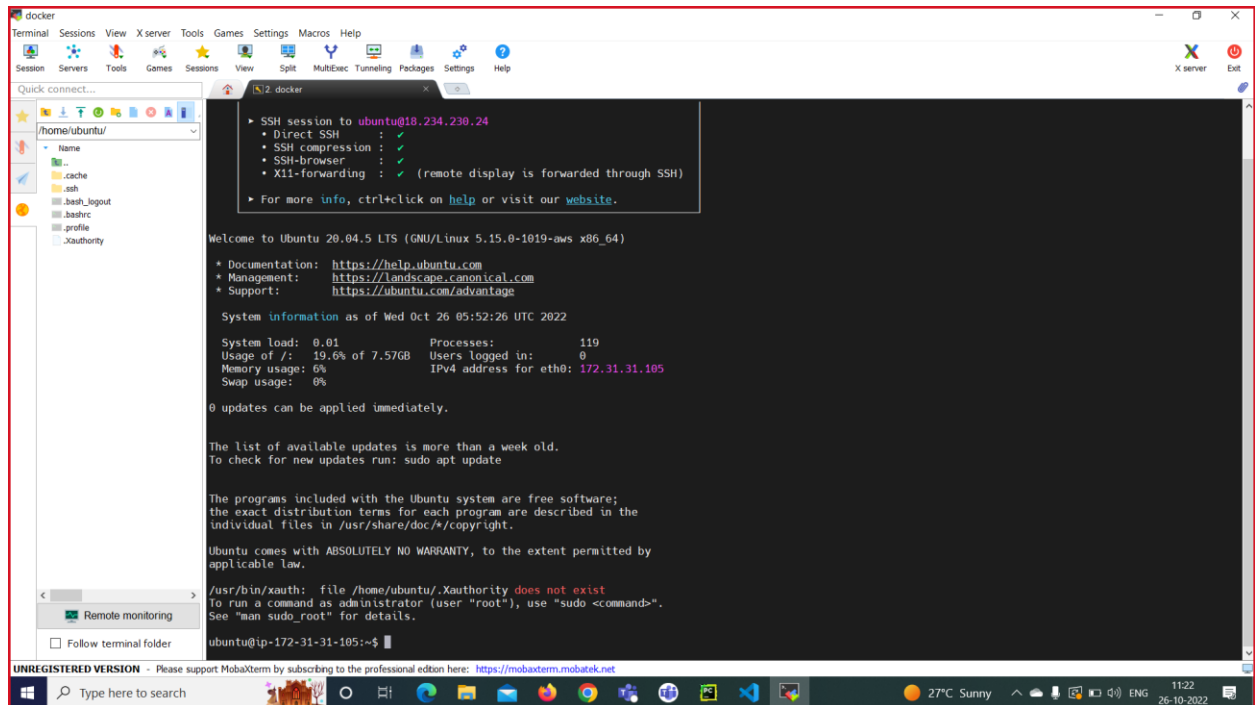 docker
Terminal Sessions View X server Tools Games Settings Macros Help
Session Servers Tools Games Sessions View Split MultiExec Tunneling Packages Settings Help X server Exit
Quick connect... 2. docker
/home/ubuntu/
Name
..
.cache
.ssh
.bash_logout
.bashrc
.profile
.Xauthority
Remote monitoring
Follow terminal folder
► SSH session to ubuntu@18.234.230.24
• Direct SSH : ✔
• SSH compression : ✔
• SSH-browser : ✔
• X11-forwarding : ✔ (remote display is forwarded through SSH)
► For more info, ctrl+click on help or visit our website.
Welcome to Ubuntu 20.04.5 LTS (GNU/Linux 5.15.0-1019-aws x86_64)
* Documentation: https://help.ubuntu.com
* Management: https://landscape.canonical.com
* Support: https://ubuntu.com/advantage
System information as of Wed Oct 26 05:52:26 UTC 2022
System load: 0.01 Processes: 119
Usage of /: 19.6% of 7.57GB Users logged in: 0
Memory usage: 6% IPv4 address for eth0: 172.31.31.105
Swap usage: 0%
0 updates can be applied immediately.
The list of available updates is more than a week old.
To check for new updates run: sudo apt update
The programs included with the Ubuntu system are free software;
the exact distribution terms for each program are described in the
individual files in /usr/share/doc/*/copyright.
Ubuntu comes with ABSOLUTELY NO WARRANTY, to the extent permitted by
applicable law.
/usr/bin/xauth: file /home/ubuntu/.Xauthority does not exist
To run a command as administrator (user "root"), use "sudo <command>".
See "man sudo_root" for details.
ubuntu@ip-172-31-31-105:~$
UNREGISTERED VERSION - Please support MobaXterm by subscribing to the professional edition here: https://mobaxterm.mobatek.net
Type here to search
27°C Sunny ENG 11:22
26-10-2022